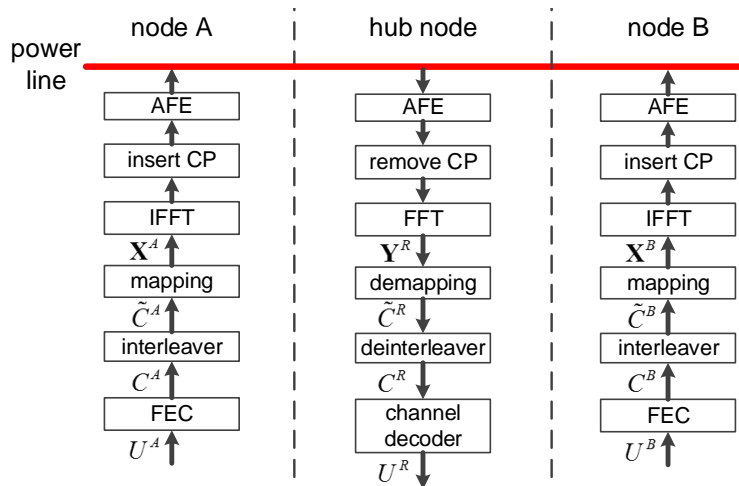 node A hub node node B
power
line
AFE AFE AFE
insert CP remove CP insert CP
IFFT FFT IFFT
X^A Y^R X^B
mapping demapping mapping
C̃^A C̃^R C̃^B
interleaver deinterleaver interleaver
C^A C^R C^B
FEC channel decoder FEC
U^A U^R U^B